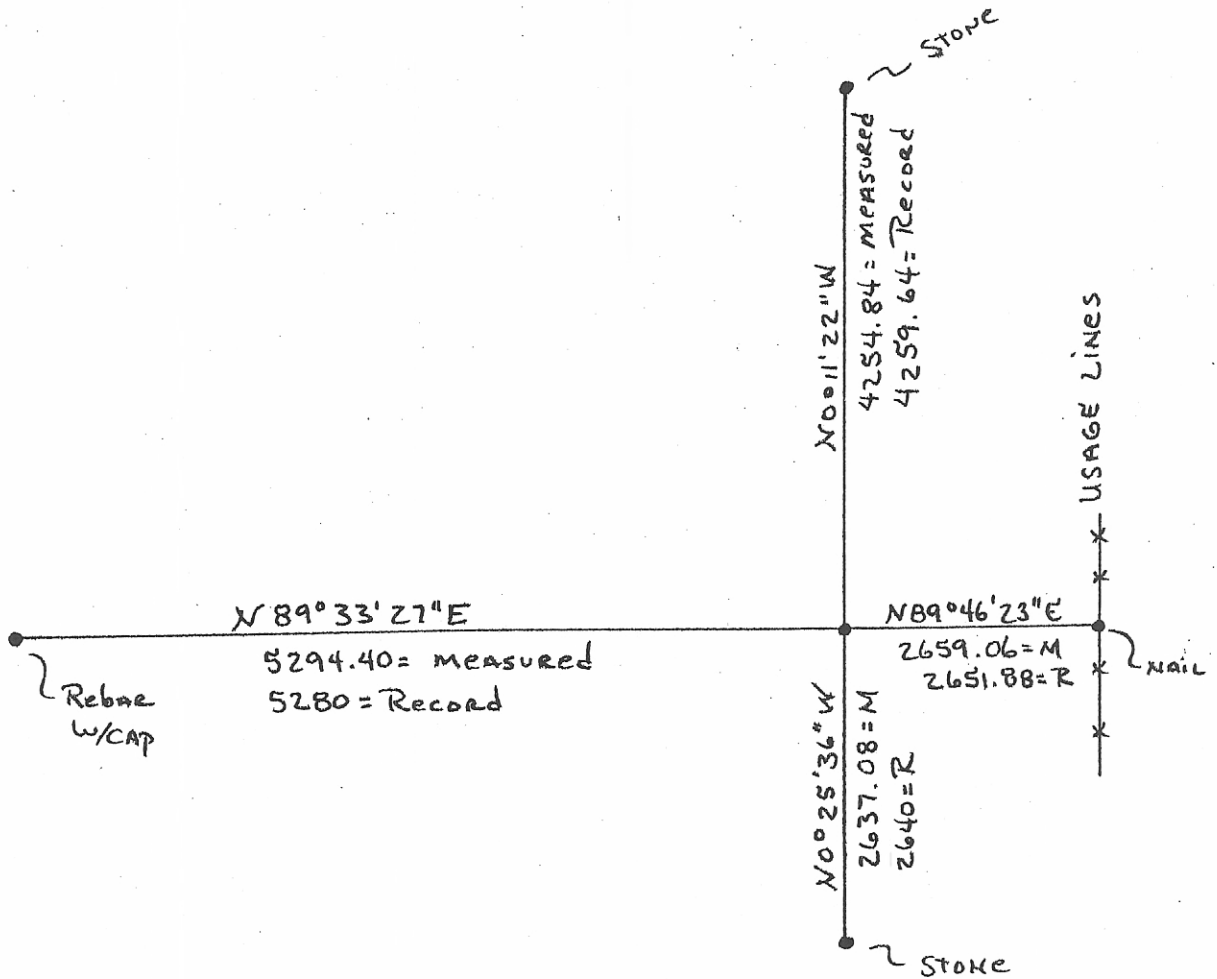 STONE
N0°11'22"W
4254.84 = MEASURED
4259.64 = Record
USAGE LINES
N 89° 33' 27"E
5294.40 = MEASURED
5280 = Record
Rebar
W/CAP
N89°46'23"E
2659.06 = M
2651.88 = R
NAIL
N0°25'36"W
2637.08 = M
2640 = R
STONE